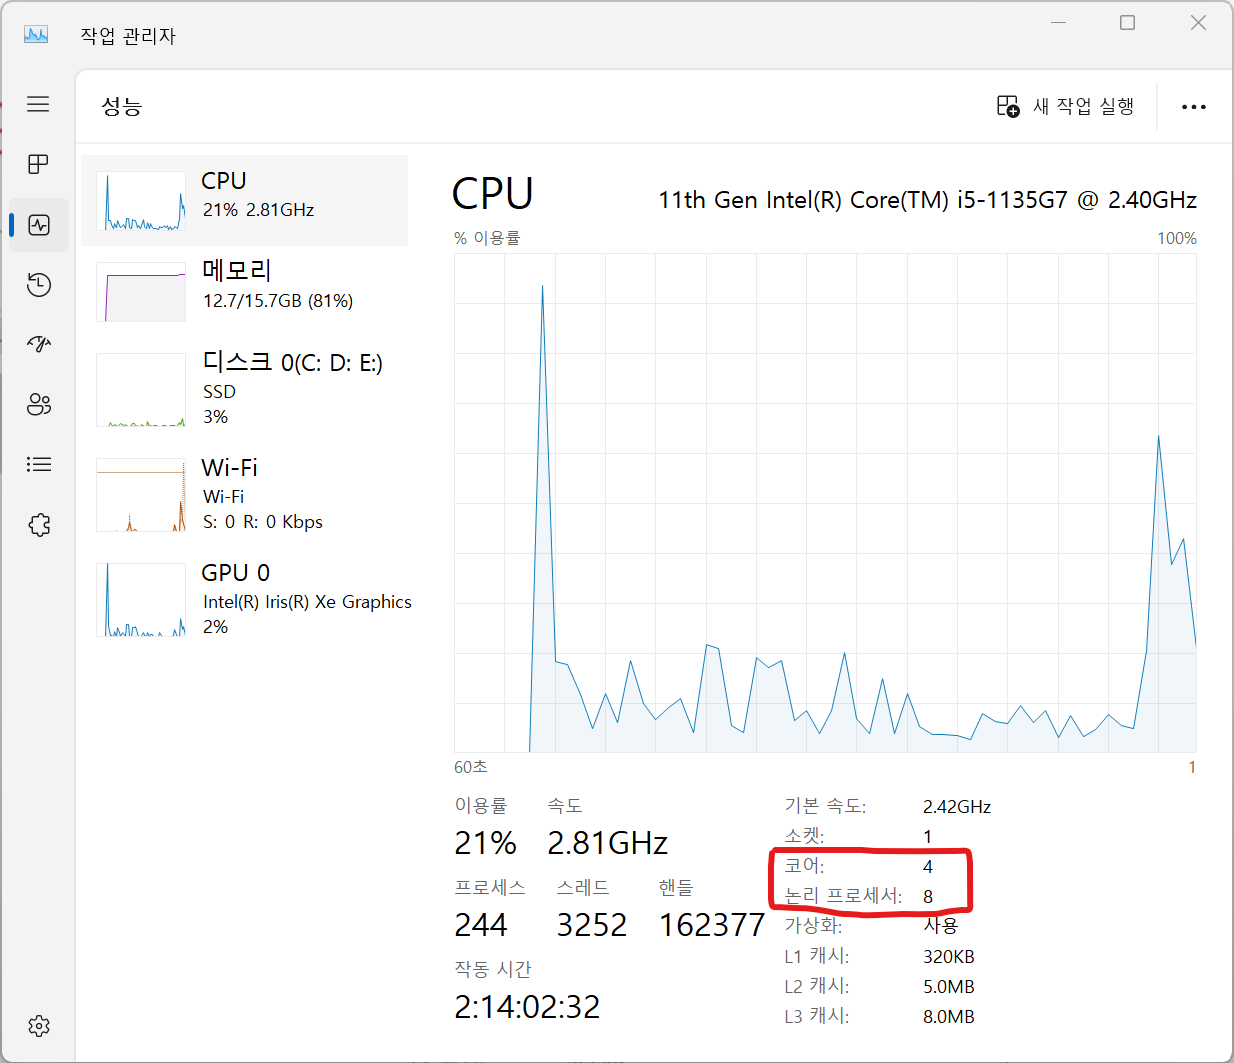 작업 관리자
성능
새 작업 실행
CPU
21% 2.81GHz
메모리
12.7/15.7GB (81%)
디스크 0(C: D: E:)
SSD
3%
Wi-Fi
Wi-Fi
S: 0 R: 0 Kbps
GPU 0
Intel(R) Iris(R) Xe Graphics
2%
CPU
11th Gen Intel(R) Core(TM) i5-1135G7 @ 2.40GHz
% 이용률
100%
60초
1
이용률 속도
21% 2.81GHz
프로세스 스레드 핸들
244 3252 162377
작동 시간
2:14:02:32
기본 속도: 2.42GHz
소켓: 1
코어: 4
논리 프로세서: 8
가상화: 사용
L1 캐시: 320KB
L2 캐시: 5.0MB
L3 캐시: 8.0MB